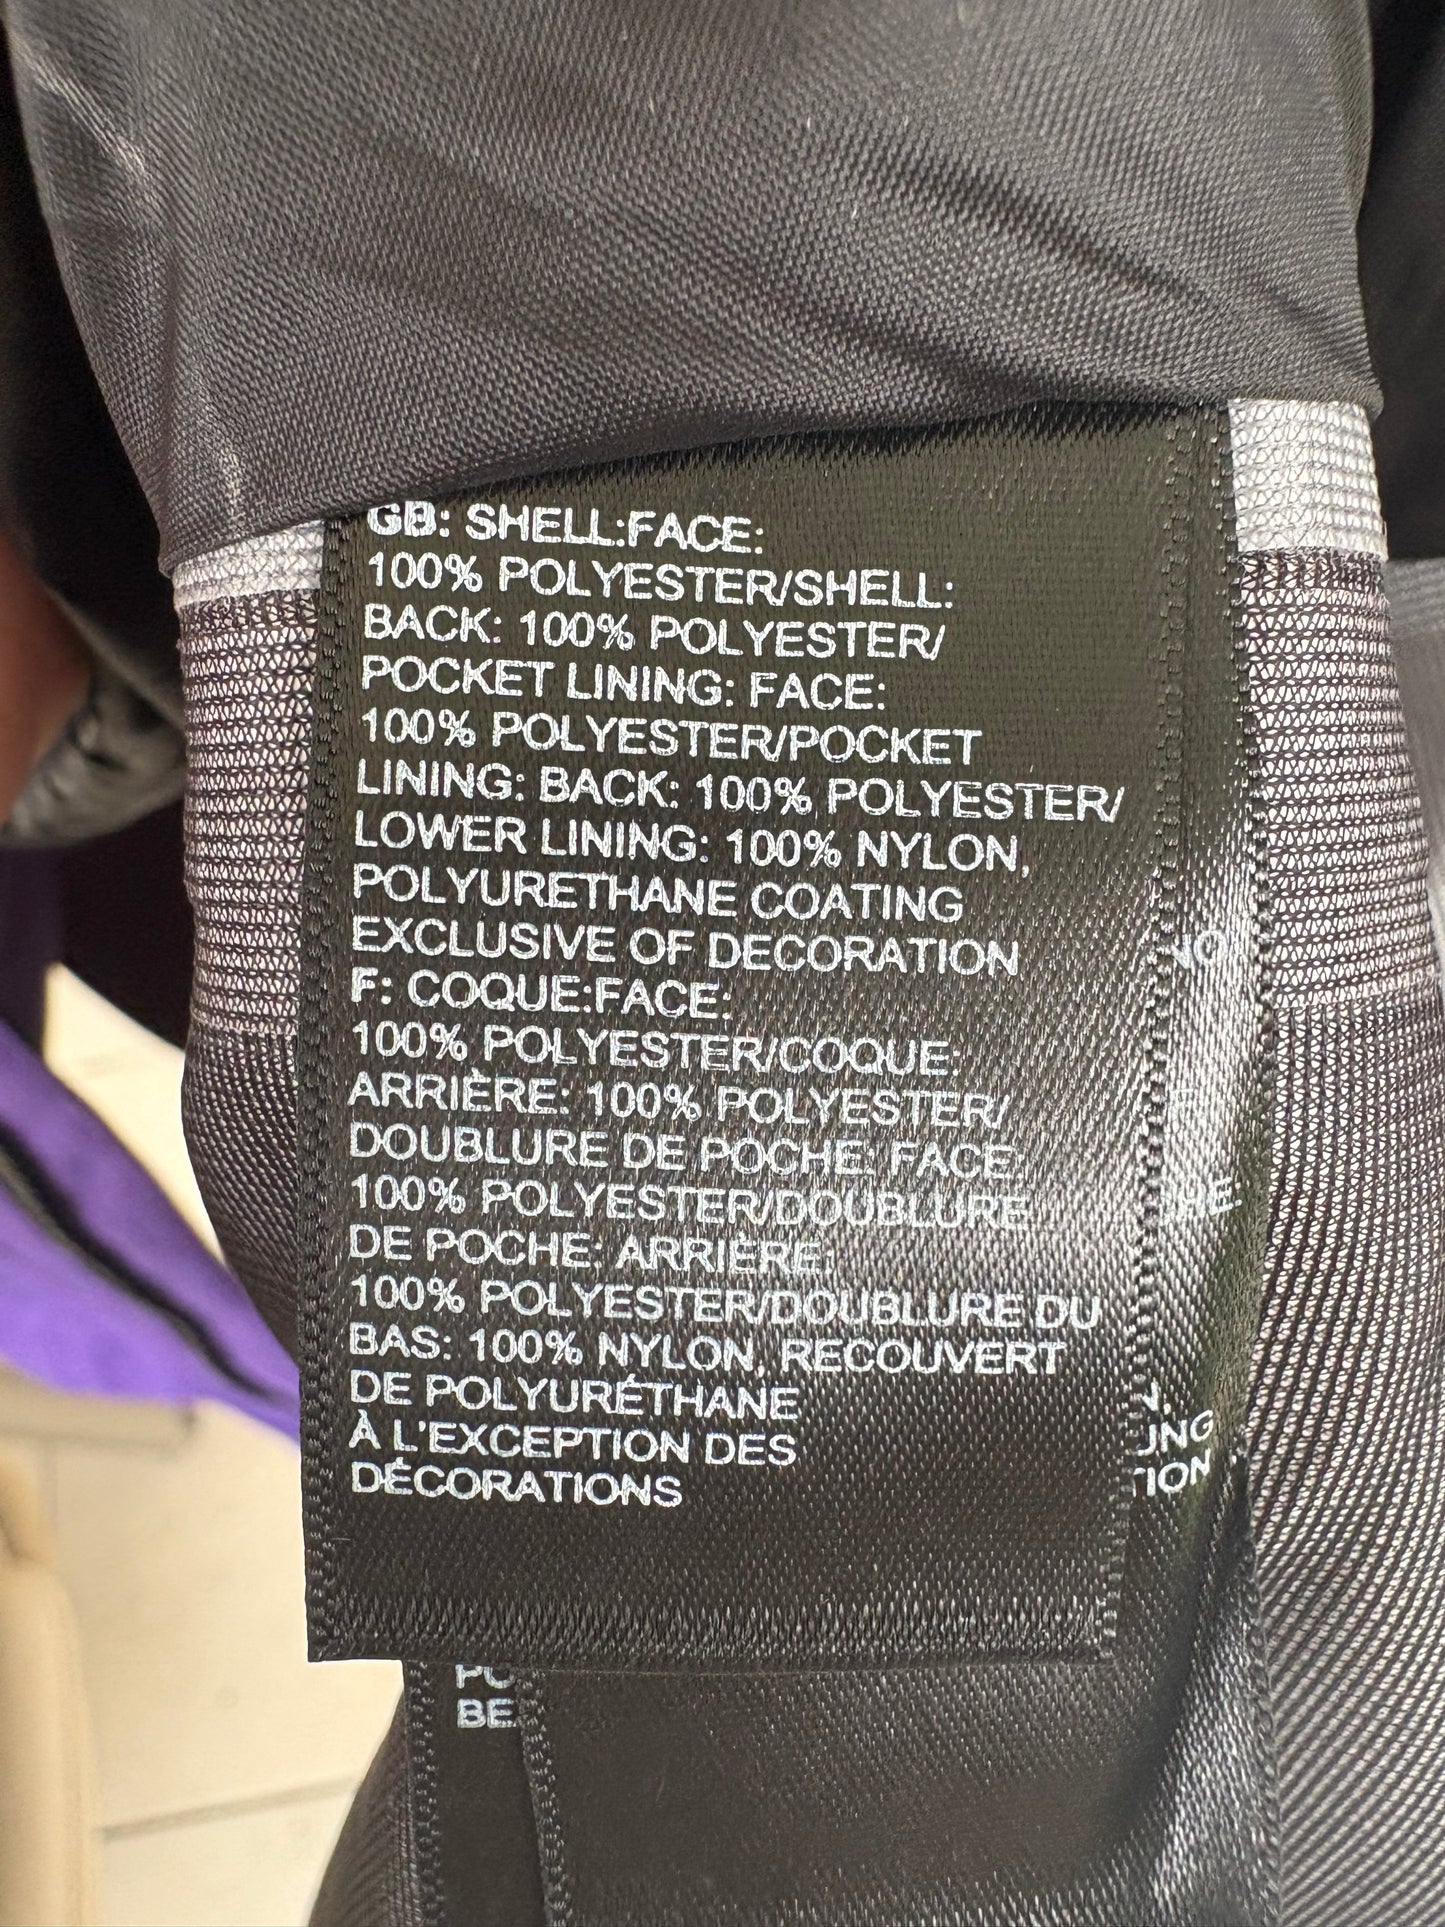 GB: SHELL:FACE:
100% POLYESTER/SHELL:
BACK: 100% POLYESTER/
POCKET LINING: FACE:
100% POLYESTER/POCKET
LINING: BACK: 100% POLYESTER/
LOWER LINING: 100% NYLON,
POLYURETHANE COATING
EXCLUSIVE OF DECORATION
F: COQUE:FACE:
100% POLYESTER/COQUE:
ARRIÈRE: 100% POLYESTER/
DOUBLURE DE POCHE: FACE:
100% POLYESTER/DOUBLURE
DE POCHE: ARRIÈRE:
100% POLYESTER/DOUBLURE DU
BAS: 100% NYLON, RECOUVERT
DE POLYURÉTHANE
À L'EXCEPTION DES
DÉCORATIONS